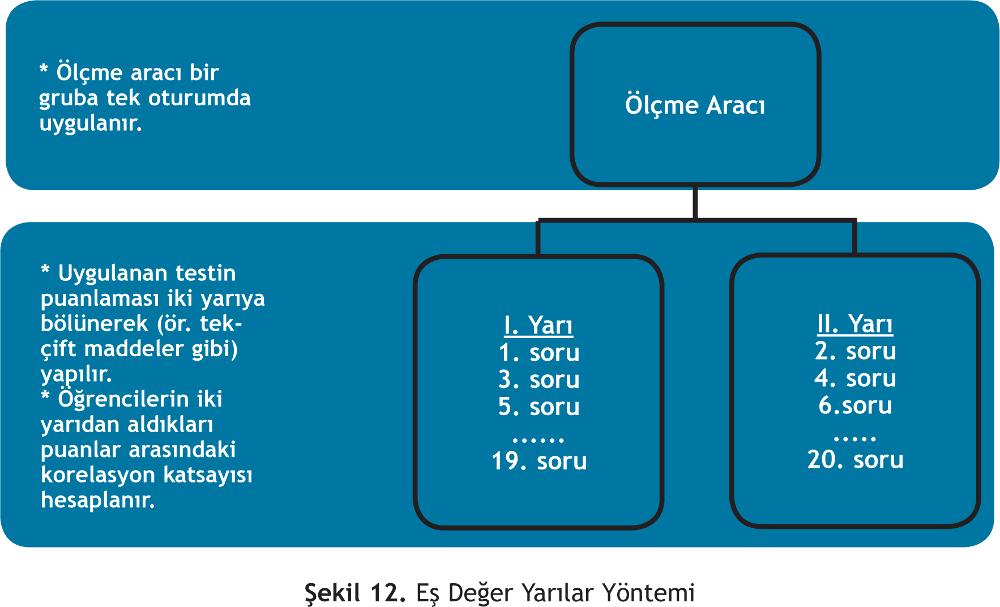 * Ölçme aracı bir
gruba tek oturumda
uygulanır.
Ölçme Aracı
* Uygulanan testin
puanlaması iki yarıya
bölünerek (ör. tek-
çift maddeler gibi)
yapılır.
* Öğrencilerin iki
yarıdan aldıkları
puanlar arasındaki
korelasyon katsayısı
hesaplanır.
I. Yarı
1. soru
3. soru
5. soru
......
19. soru
II. Yarı
2. soru
4. soru
6.soru
.....
20. soru
Şekil 12. Eş Değer Yarılar Yöntemi